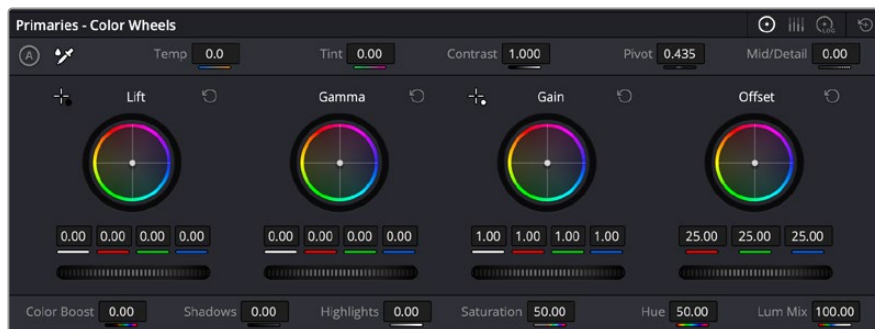 Primaries - Color Wheels
LOG
A Temp 0.0 Tint 0.00 Contrast 1.000 Pivot 0.435 Mid/Detail 0.00
Lift Gamma Gain Offset
0.00 0.00 0.00 0.00 0.00 0.00 0.00 0.00 1.00 1.00 1.00 1.00 25.00 25.00 25.00
Color Boost 0.00 Shadows 0.00 Highlights 0.00 Saturation 50.00 Hue 50.00 Lum Mix 100.00